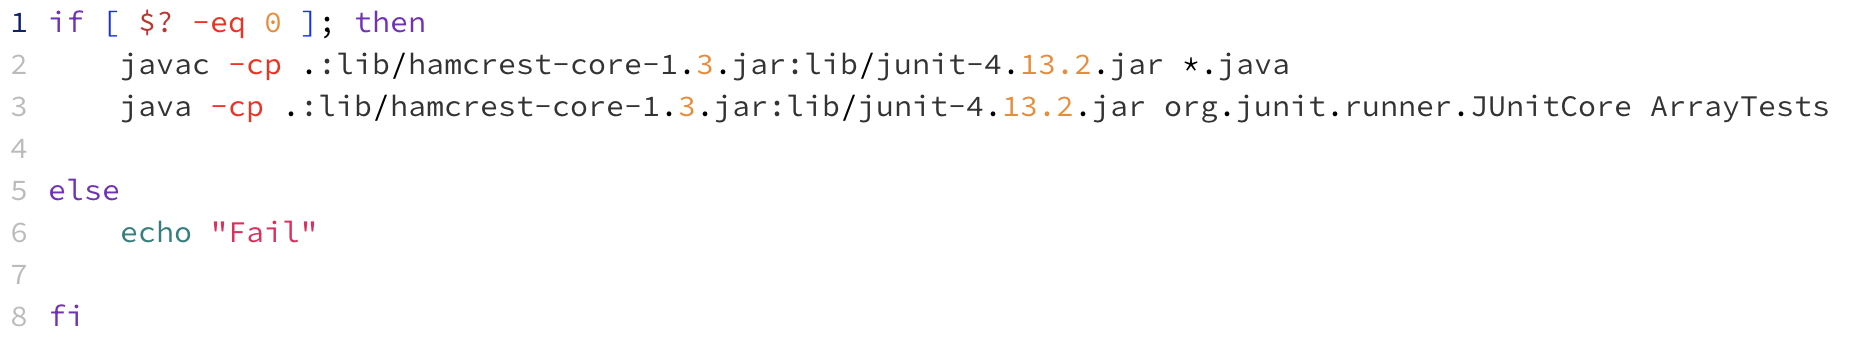 1 if [ $? -eq 0 ]; then
2     javac -cp .:lib/hamcrest-core-1.3.jar:lib/junit-4.13.2.jar *.java
3     java -cp .:lib/hamcrest-core-1.3.jar:lib/junit-4.13.2.jar org.junit.runner.JUnitCore ArrayTests
4
5 else
6     echo "Fail"
7
8 fi